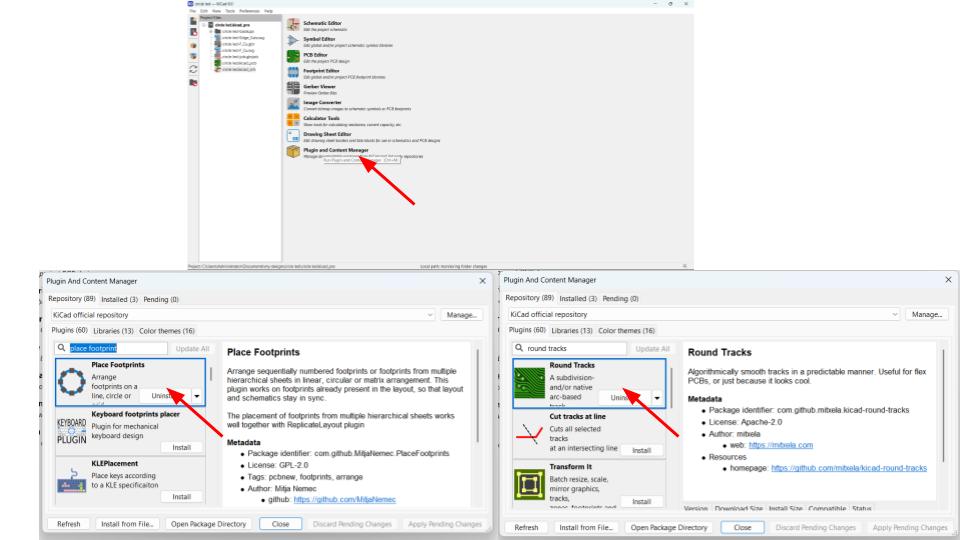 circle test — KiCad 8.0
File Edit View Tools Preferences Help
Project Files
circle test.kicad_pro
Schematic Editor
Edit the project schematic
Symbol Editor
Edit global and/or project schematic symbol libraries
PCB Editor
Edit the project PCB design
Footprint Editor
Edit global and/or project PCB footprint libraries
Gerber Viewer
Preview Gerber files
Image Converter
Convert bitmap images to schematic symbols or PCB footprints
Calculator Tools
Show tools for calculating resistance, current capacity, etc.
Drawing Sheet Editor
Edit drawing sheet borders and title blocks for use in schematics and PCB designs
Plugin and Content Manager
repositories
Local path: monitoring folder changes
Plugin And Content Manager
Repository (89) Installed (3) Pending (0)
KiCad official repository
Manage...
Plugins (60) Libraries (13) Color themes (16)
place footprint
Update All
Place Footprints
Arrange
footprints on a
line, circle or
Keyboard footprints placer
Plugin for mechanical
keyboard design
Install
KEYBOARD
PLUGIN
KLEPlacement
Place keys according
to a KLE specificaiton
Install
Place Footprints
Arrange sequentially numbered footprints or footprints from multiple
hierarchical sheets in linear, circular or matrix arrangement. This
plugin works on footprints already present in the layout, so that layout
and schematics stay in sync.
The placement of footprints from multiple hierarchical sheets works
well together with ReplicateLayout plugin
Metadata
Package identifier: com.github.MitjaNemec.PlaceFootprints
License: GPL-2.0
Tags: pcbnew, footprints, arrange
Author: Mitja Nemec
github: https://github.com/MitjaNemec
Refresh Install from File... Open Package Directory Close Discard Pending Changes Apply Pending Changes
Plugin And Content Manager
Repository (89) Installed (3) Pending (0)
KiCad official repository
Manage...
Plugins (60) Libraries (13) Color themes (16)
round tracks
Update All
Round Tracks
A subdivision-
and/or native
arc-based
track
Cut tracks at line
Cuts all selected
tracks
at an intersecting line
Install
Transform It
Batch resize, scale,
mirror graphics,
tracks,
zones, footprints and
Install
Round Tracks
Algorithmically smooth tracks in a predictable manner. Useful for flex
PCBs, or just because it looks cool.
Metadata
Package identifier: com.github.mitxela.kicad-round-tracks
License: Apache-2.0
Author: mitxela
web: https://mitxela.com
Resources
homepage: https://github.com/mitxela/kicad-round-tracks
Version Download Size Install Size Compatible Status
Refresh Install from File... Open Package Directory Close Discard Pending Changes Apply Pending Changes